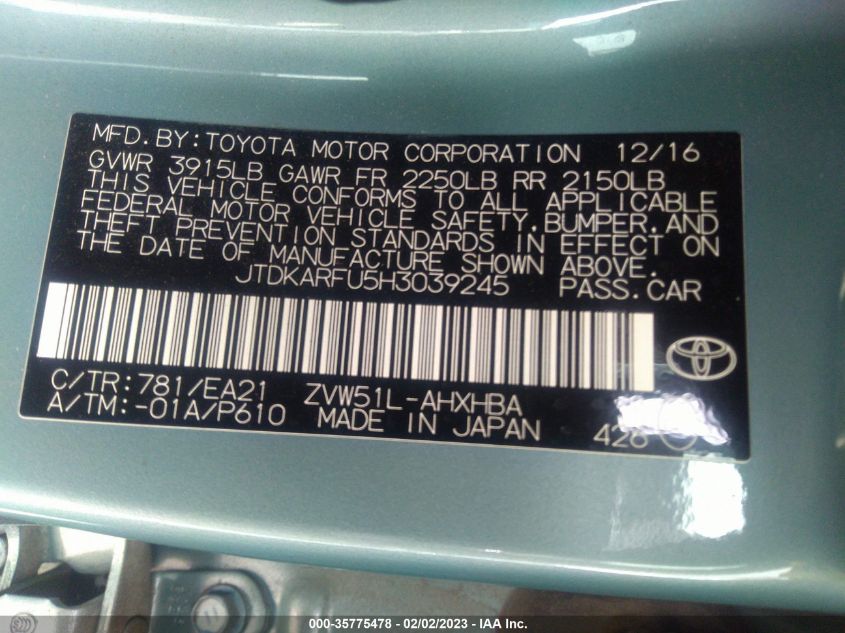 MFD.BY:TOYOTA MOTOR CORPORATION 12/16
GVWR 3915LB GAWR FR 2250LB RR 2150LB
THIS VEHICLE CONFORMS TO ALL APPLICABLE
FEDERAL MOTOR VEHICLE SAFETY,BUMPER,AND
THEFT PREVENTION STANDARDS IN EFFECT ON
THE DATE OF MANUFACTURE SHOWN ABOVE.
JTDKARFU5H3039245 PASS.CAR
C/TR:781/EA21 ZVW51L-AHXHBA
A/TM:-01A/P610 MADE IN JAPAN
000-35775478 - 02/02/2023 - IAA Inc.